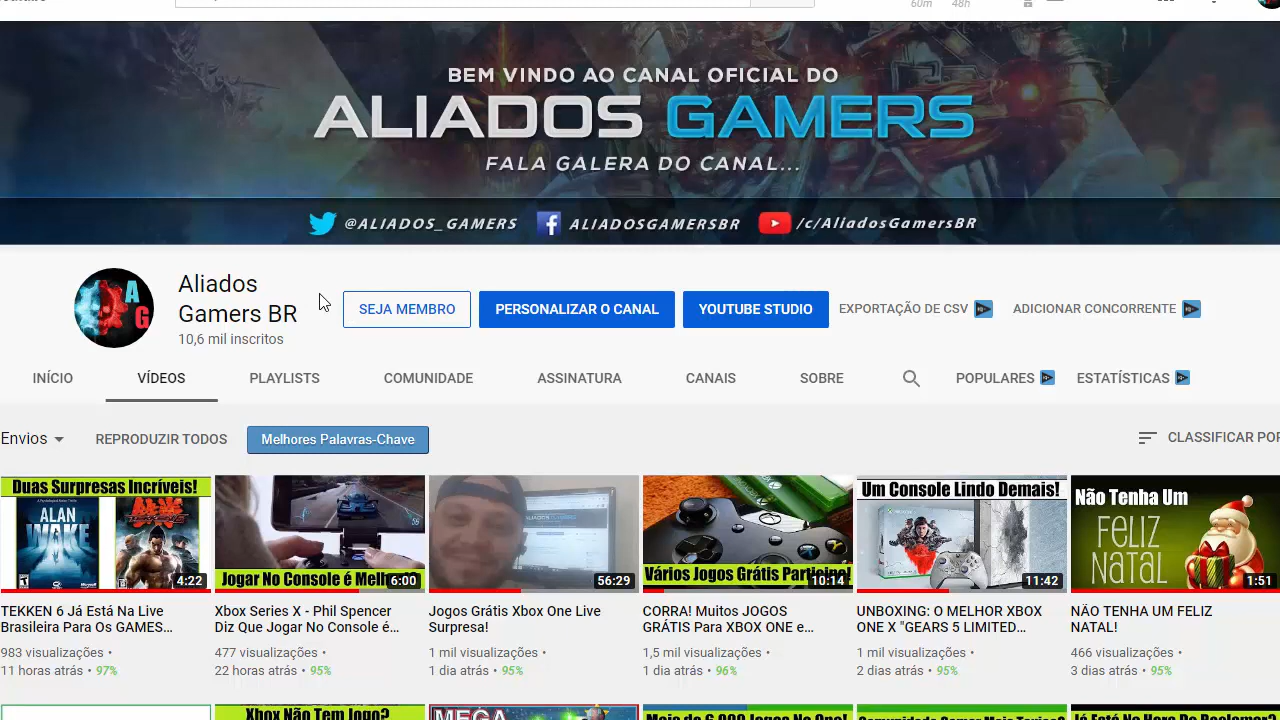 60m 48h
BEM VINDO AO CANAL OFICIAL DO
ALIADOS GAMERS
FALA GALERA DO CANAL...
@ALIADOS_GAMERS ALIADOSGAMERSBR /c/AliadosGamersBR
Aliados
Gamers BR
10,6 mil inscritos
SEJA MEMBRO PERSONALIZAR O CANAL YOUTUBE STUDIO EXPORTAÇÃO DE CSV ADICIONAR CONCORRENTE
INÍCIO VÍDEOS PLAYLISTS COMUNIDADE ASSINATURA CANAIS SOBRE POPULARES ESTATÍSTICAS
Envios REPRODUZIR TODOS Melhores Palavras-Chave CLASSIFICAR POR
Duas Surpresas Incríveis!
ALAN
WAKE
4:22
TEKKEN 6 Já Está Na Live
Brasileira Para Os GAMES...
983 visualizações •
11 horas atrás • 97%
Jogar No Console é
6:00
Xbox Series X - Phil Spencer
Diz Que Jogar No Console é...
477 visualizações •
22 horas atrás • 95%
56:29
Jogos Grátis Xbox One Live
Surpresa!
1 mil visualizações •
1 dia atrás • 95%
Vários Jogos Grátis
10:14
CORRA! Muitos JOGOS
GRÁTIS Para XBOX ONE e...
1,5 mil visualizações •
1 dia atrás • 96%
Um Console Lindo Demais!
11:42
UNBOXING: O MELHOR XBOX
ONE X "GEARS 5 LIMITED...
1 mil visualizações •
2 dias atrás • 95%
Não Tenha Um
FELIZ
NATAL
1:51
NÃO TENHA UM FELIZ
NATAL!
466 visualizações •
3 dias atrás • 95%
Xbox Não Tem Jogo?
MEGA